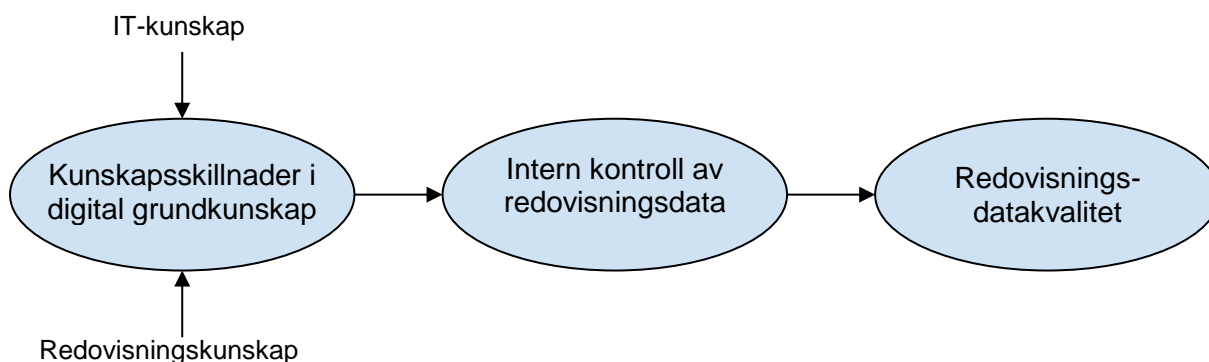 IT-kunskap
Kunskapsskillnader i
digital grundkunskap
Intern kontroll av
redovisningsdata
Redovisnings-
datakvalitet
Redovisningskunskap